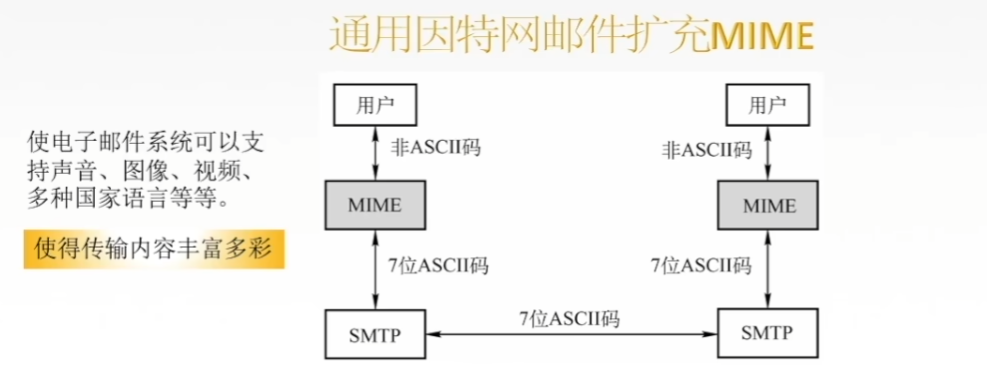 通用因特网邮件扩充MIME
使电子邮件系统可以支
持声音、图像、视频、
多种国家语言等等。
使得传输内容丰富多彩
用户
用户
非ASCII码
非ASCII码
MIME
MIME
7位ASCII码
7位ASCII码
SMTP
7位ASCII码
SMTP